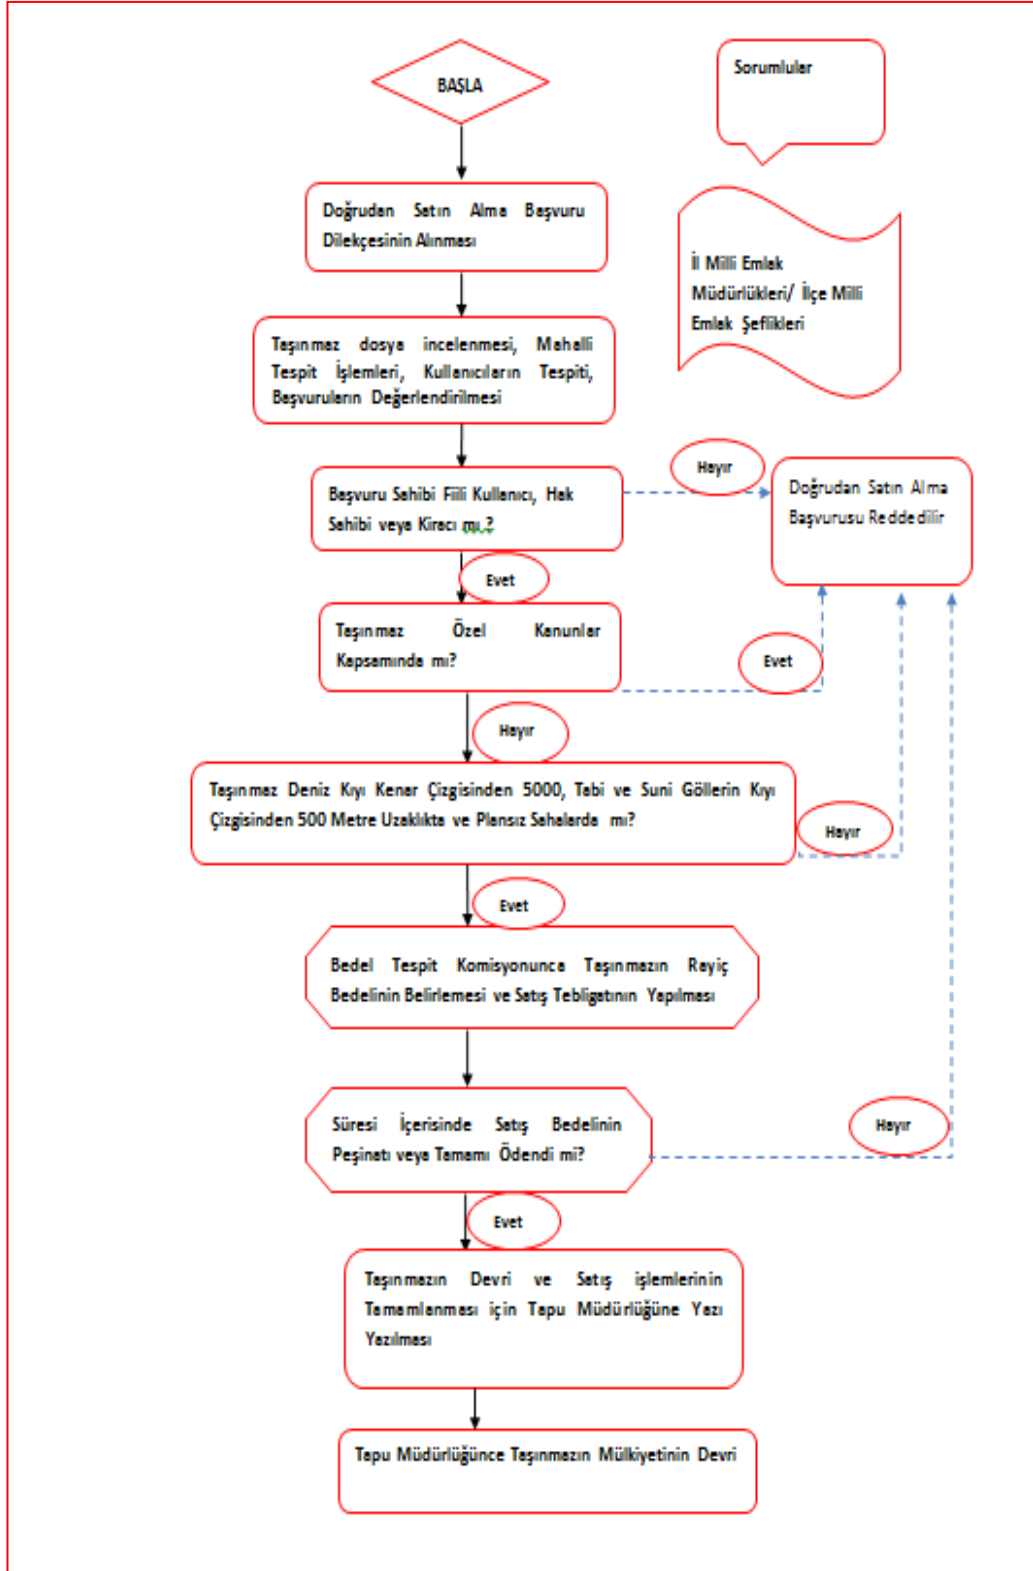 BAŞLA
Sorumlular
Doğrudan Satın Alma Başvuru
Dilekçesinin Alınması
İl Milli Emlak
Müdürlükleri/ İlçe Milli
Emlak Şeflikleri
Taşınmaz dosya incelenmesi, Mahalli
Tespit İşlemleri, Kullanıcıların Tespiti,
Başvuruların Değerlendirilmesi
Başvuru Sahibi Fiili Kullanıcı, Hak
Sahibi veya Kiracı mı.?
Hayır
Doğrudan Satın Alma
Başvurusu Reddedilir
Evet
Taşınmaz Özel Kanunlar
Kapsamında mı?
Evet
Hayır
Taşınmaz Deniz Kıyı Kenar Çizgisinden 5000, Tabi ve Suni Göllerin Kıyı
Çizgisinden 500 Metre Uzaklıkta ve Plansız Sahalarda mı?
Hayır
Evet
Bedel Tespit Komisyonunca Taşınmazın Rayiç
Bedelinin Belirlemesi ve Satış Tebligatının Yapılması
Süresi İçerisinde Satış Bedelinin
Peşinatı veya Tamamı Ödendi mi?
Hayır
Evet
Taşınmazın Devri ve Satış işlemlerinin
Tamamlanması için Tapu Müdürlüğüne Yazı
Yazılması
Tapu Müdürlüğünce Taşınmazın Mülkiyetinin Devri